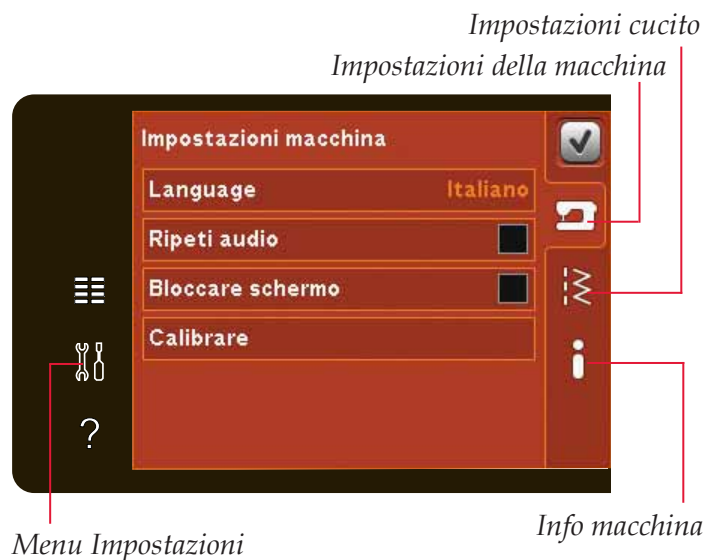 Impostazioni cucito
Impostazioni della macchina
Impostazioni macchina
Language Italiano
Ripeti audio
Bloccare schermo
Calibrare
?
Info macchina
Menu Impostazioni